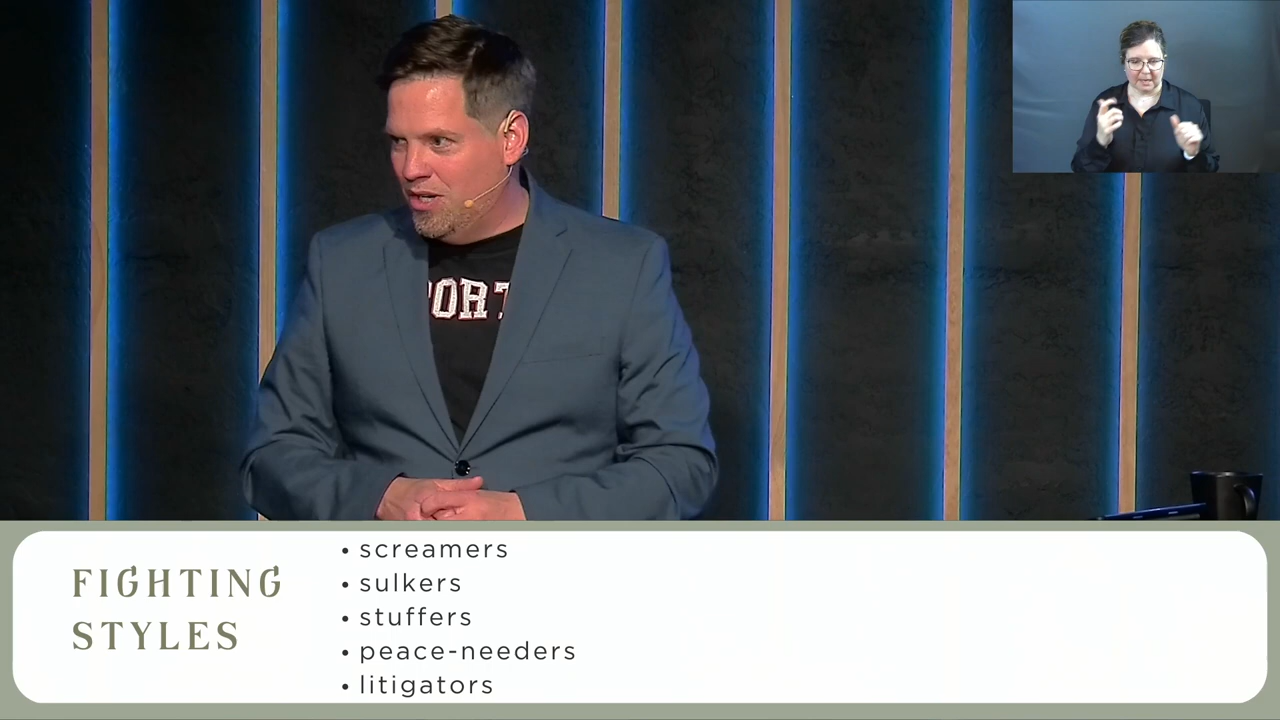 FIGHTING
STYLES
• screamers
• sulkers
• stuffers
• peace-needers
• litigators